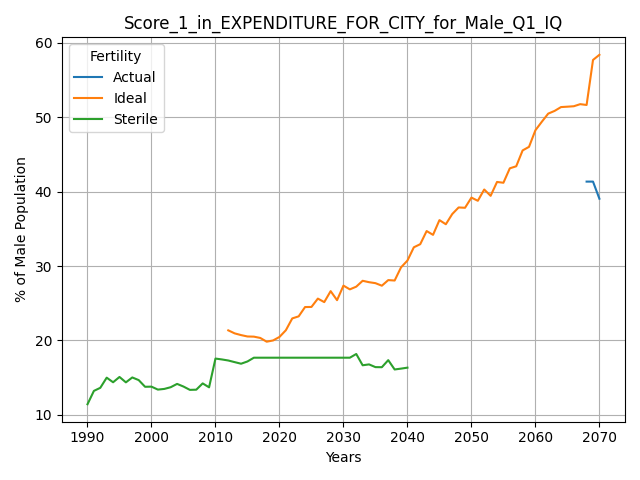 Score_1_in_EXPENDITURE_FOR_CITY_for_Male_Q1_IQ
Fertility
Actual
Ideal
Sterile
% of Male Population
60
50
40
30
20
10
1990 2000 2010 2020 2030 2040 2050 2060 2070
Years